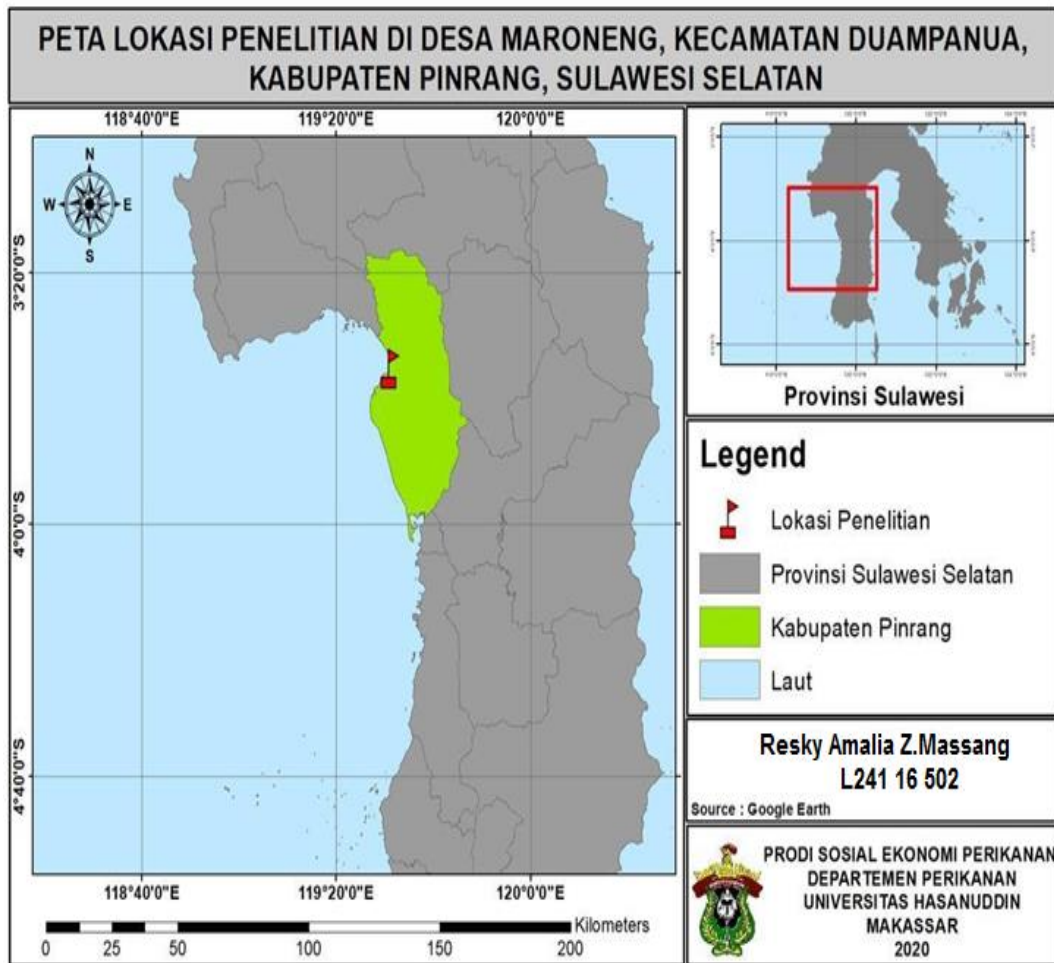 PETA LOKASI PENELITIAN DI DESA MARONENG, KECAMATAN DUAMPANUA,
KABUPATEN PINRANG, SULAWESI SELATAN
118°40'0"E 119°20'0"E 120°0'0"E
N
W E
S
3°20'0"S
4°0'0"S
4°40'0"S
118°40'0"E 119°20'0"E 120°0'0"E
Kilometers
0 25 50 100 150 200
Provinsi Sulawesi
Legend
Lokasi Penelitian
Provinsi Sulawesi Selatan
Kabupaten Pinrang
Laut
Resky Amalia Z.Massang
L241 16 502
Source : Google Earth
PRODI SOSIAL EKONOMI PERIKANAN
DEPARTEMEN PERIKANAN
UNIVERSITAS HASANUDDIN
MAKASSAR
2020